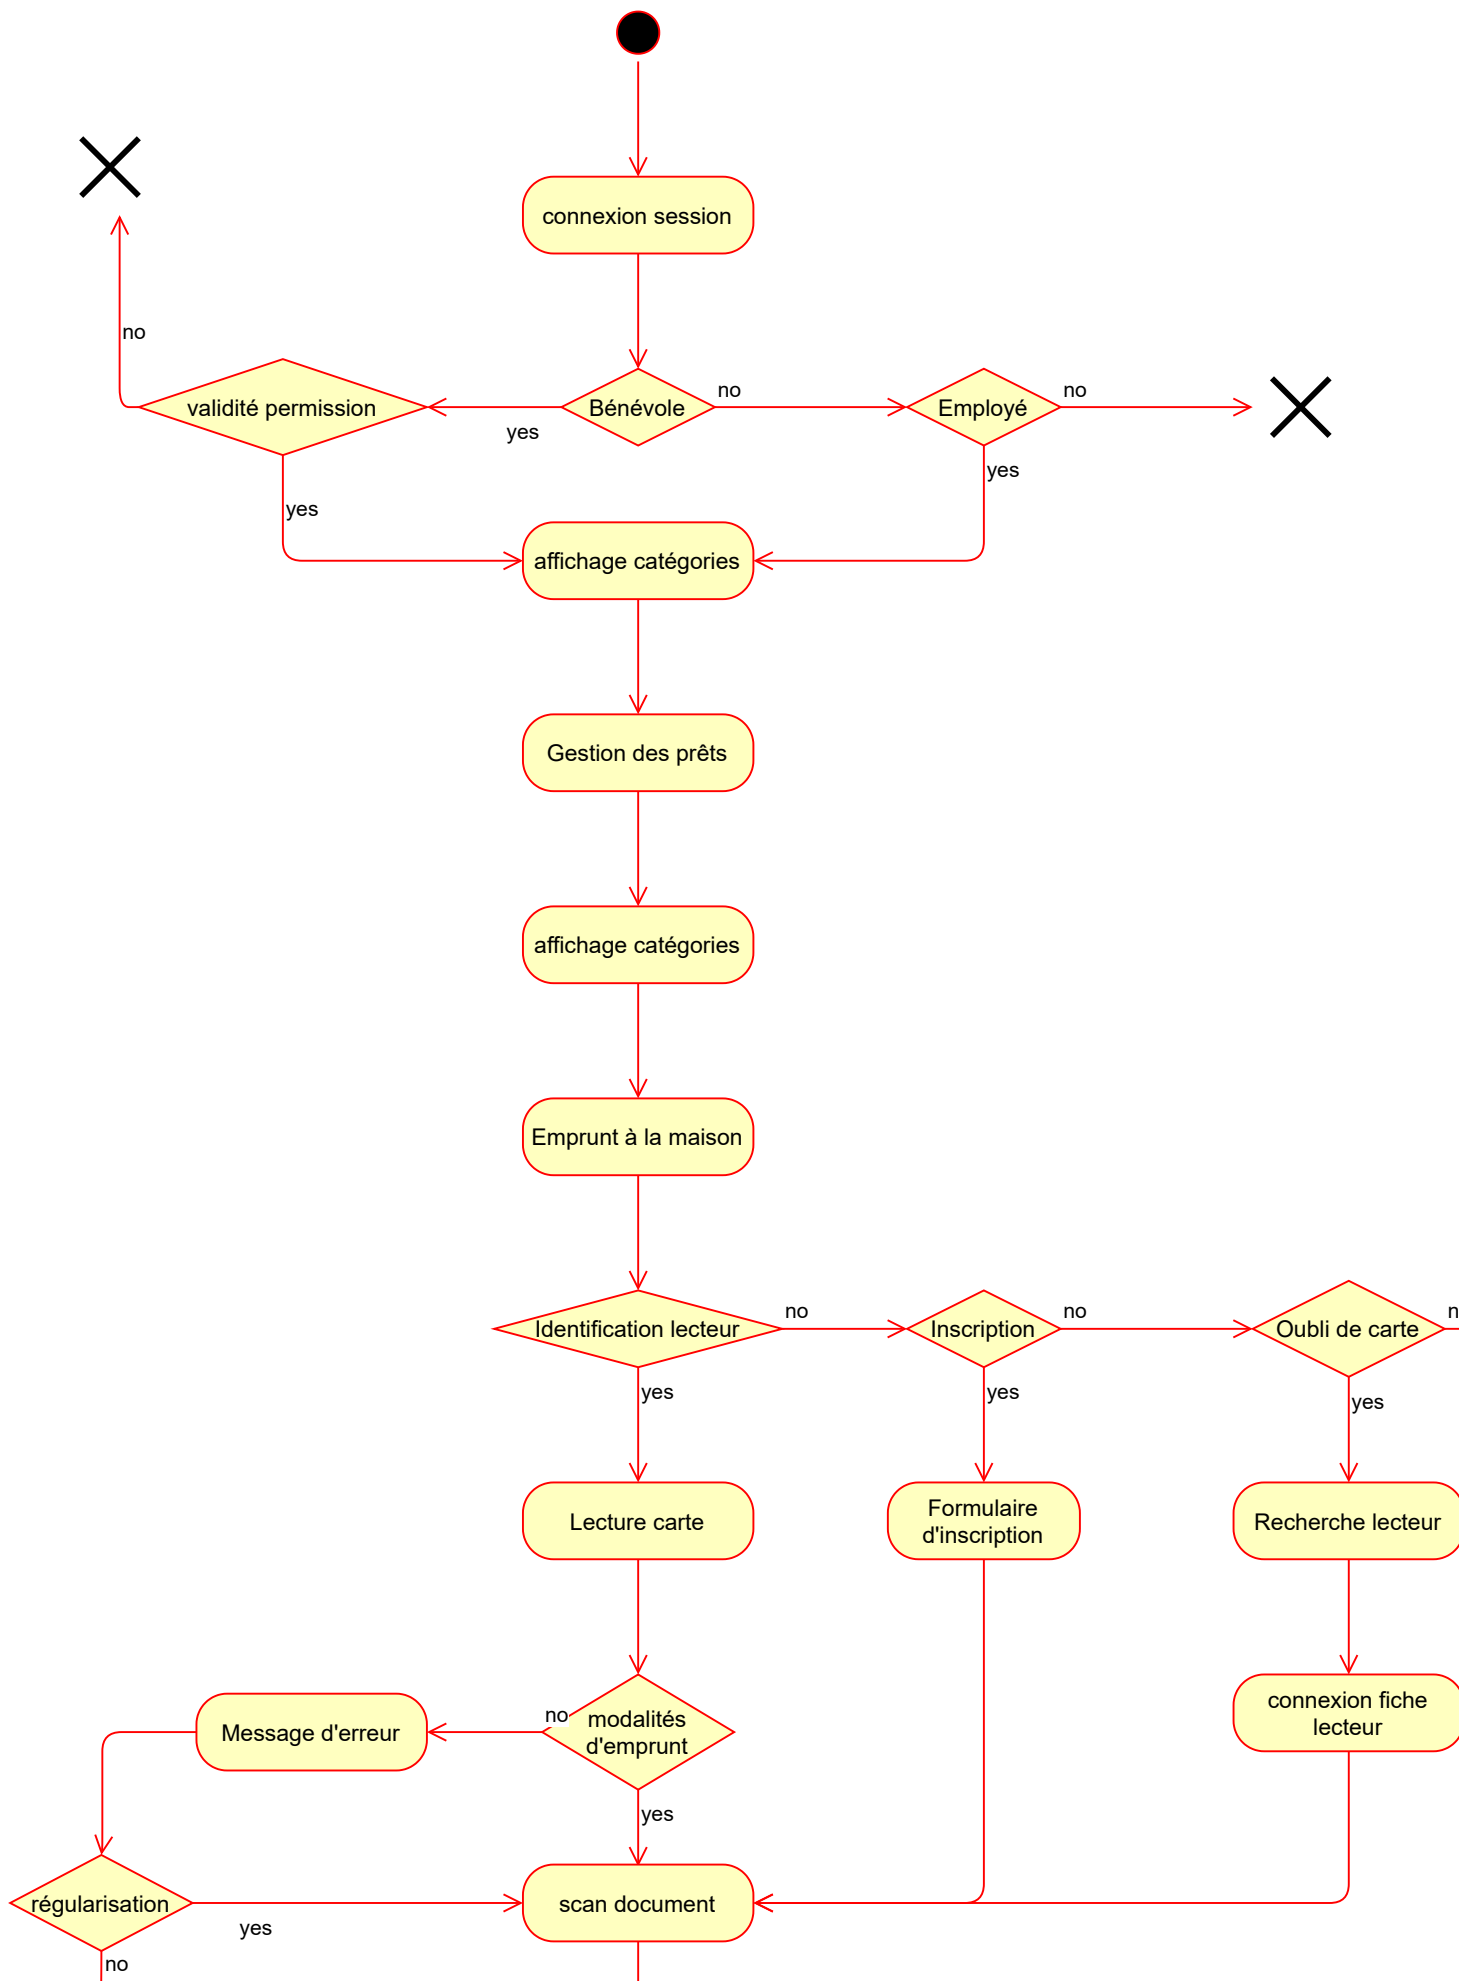 connexion session
no
validité permission
Bénévole
no
Employé
no
yes
yes
yes
affichage catégories
Gestion des prêts
affichage catégories
Emprunt à la maison
Identification lecteur
no
Inscription
no
Oubli de carte
yes
yes
yes
Lecture carte
Formulaire
d'inscription
Recherche lecteur
Message d'erreur
no
modalités
d'emprunt
connexion fiche
lecteur
yes
régularisation
yes
scan document
no